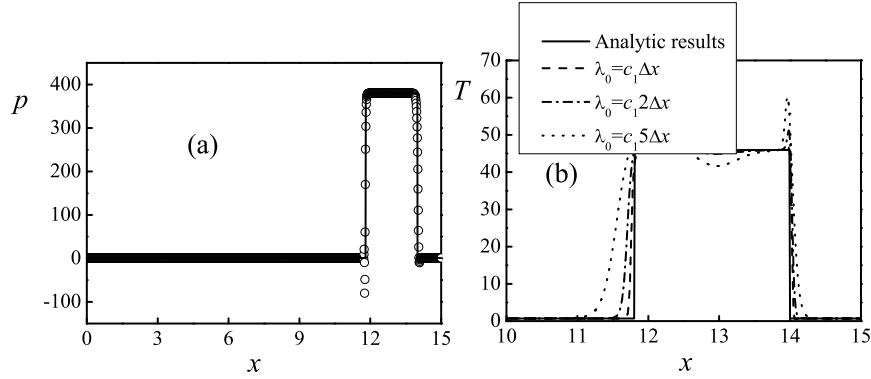 p
400
300
200
100
0
-100
(a)
0 3 6 9 12 15
x
Analytic results
λ₀=c₁Δx
λ₀=c₁2Δx
λ₀=c₁5Δx
T
70
60
50
40
30
20
10
0
(b)
10 11 12 13 14 15
x